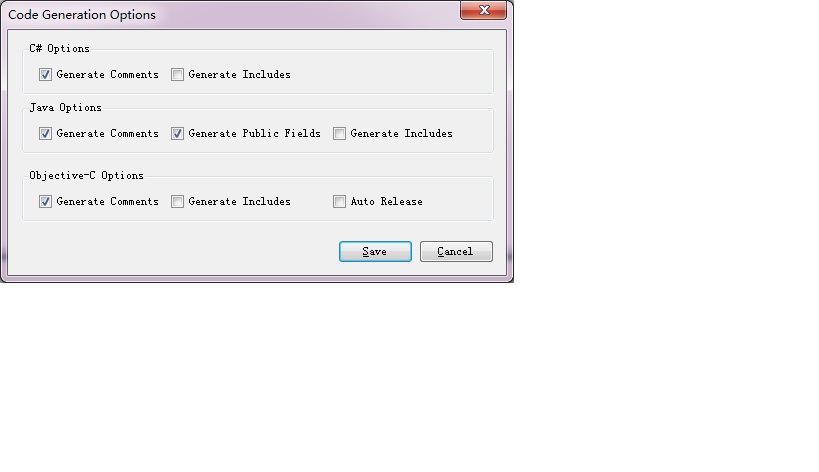 Code Generation Options
C# Options
Generate Comments Generate Includes
Java Options
Generate Comments Generate Public Fields Generate Includes
Objective-C Options
Generate Comments Generate Includes Auto Release
Save Cancel